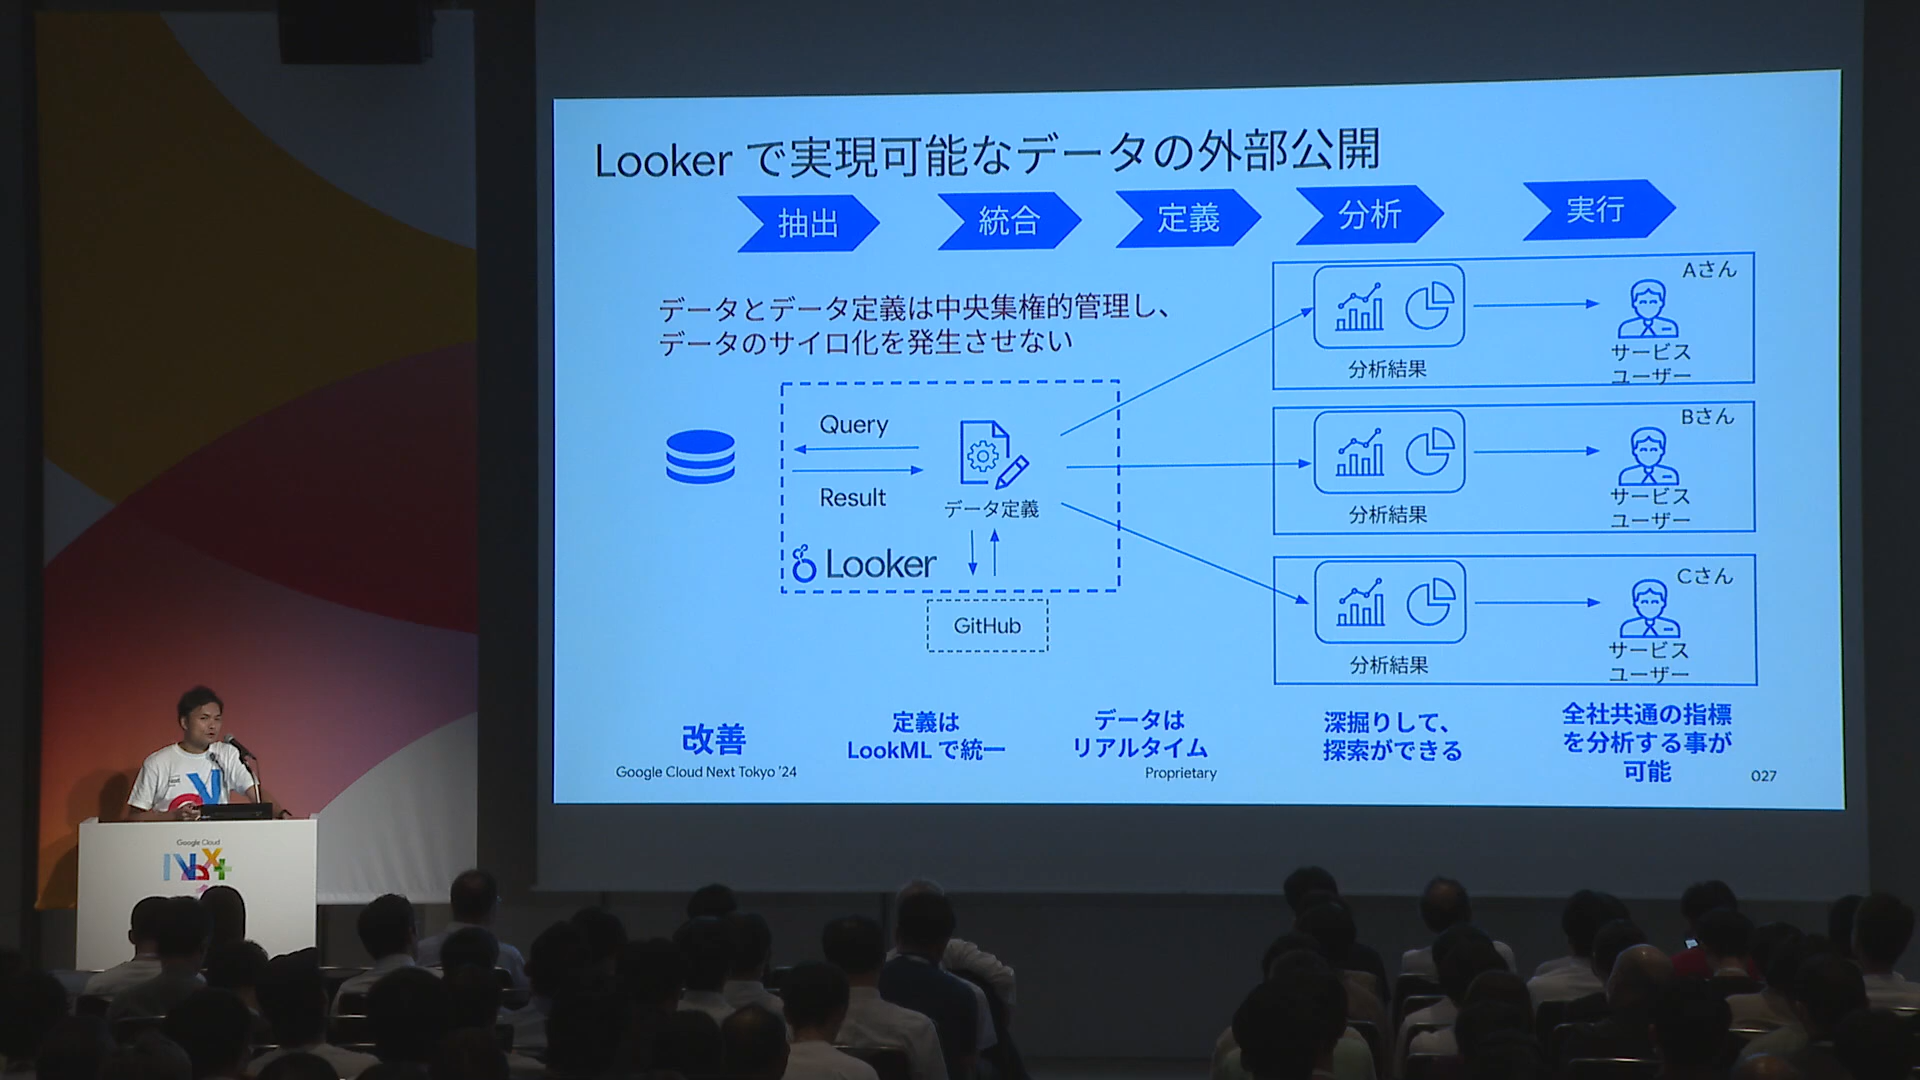 Looker で実現可能なデータの外部公開
抽出
統合
定義
分析
実行
データとデータ定義は中央集権的管理し、
データのサイロ化を発生させない
Query
Result
データ定義
Looker
GitHub
分析結果
Aさん
サービス
ユーザー
分析結果
Bさん
サービス
ユーザー
分析結果
Cさん
サービス
ユーザー
改善
定義は
LookML で統一
データは
リアルタイム
深掘りして、
探索ができる
全社共通の指標
を分析する事が
可能
Google Cloud Next Tokyo '24
Proprietary
027
Google Cloud